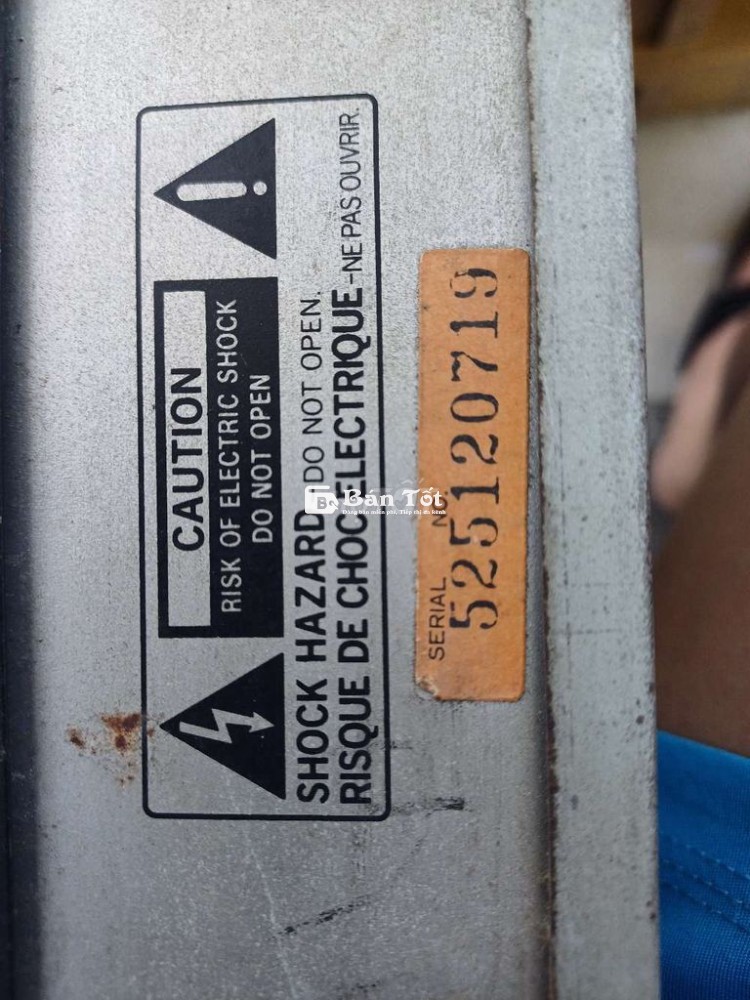 CAUTION
RISK OF ELECTRIC SHOCK
DO NOT OPEN
SHOCK HAZARD-DO NOT OPEN.
RISQUE DE CHOC ELECTRIQUE-NE PAS OUVRIR.
SERIAL N
525120719
Bán Tốt